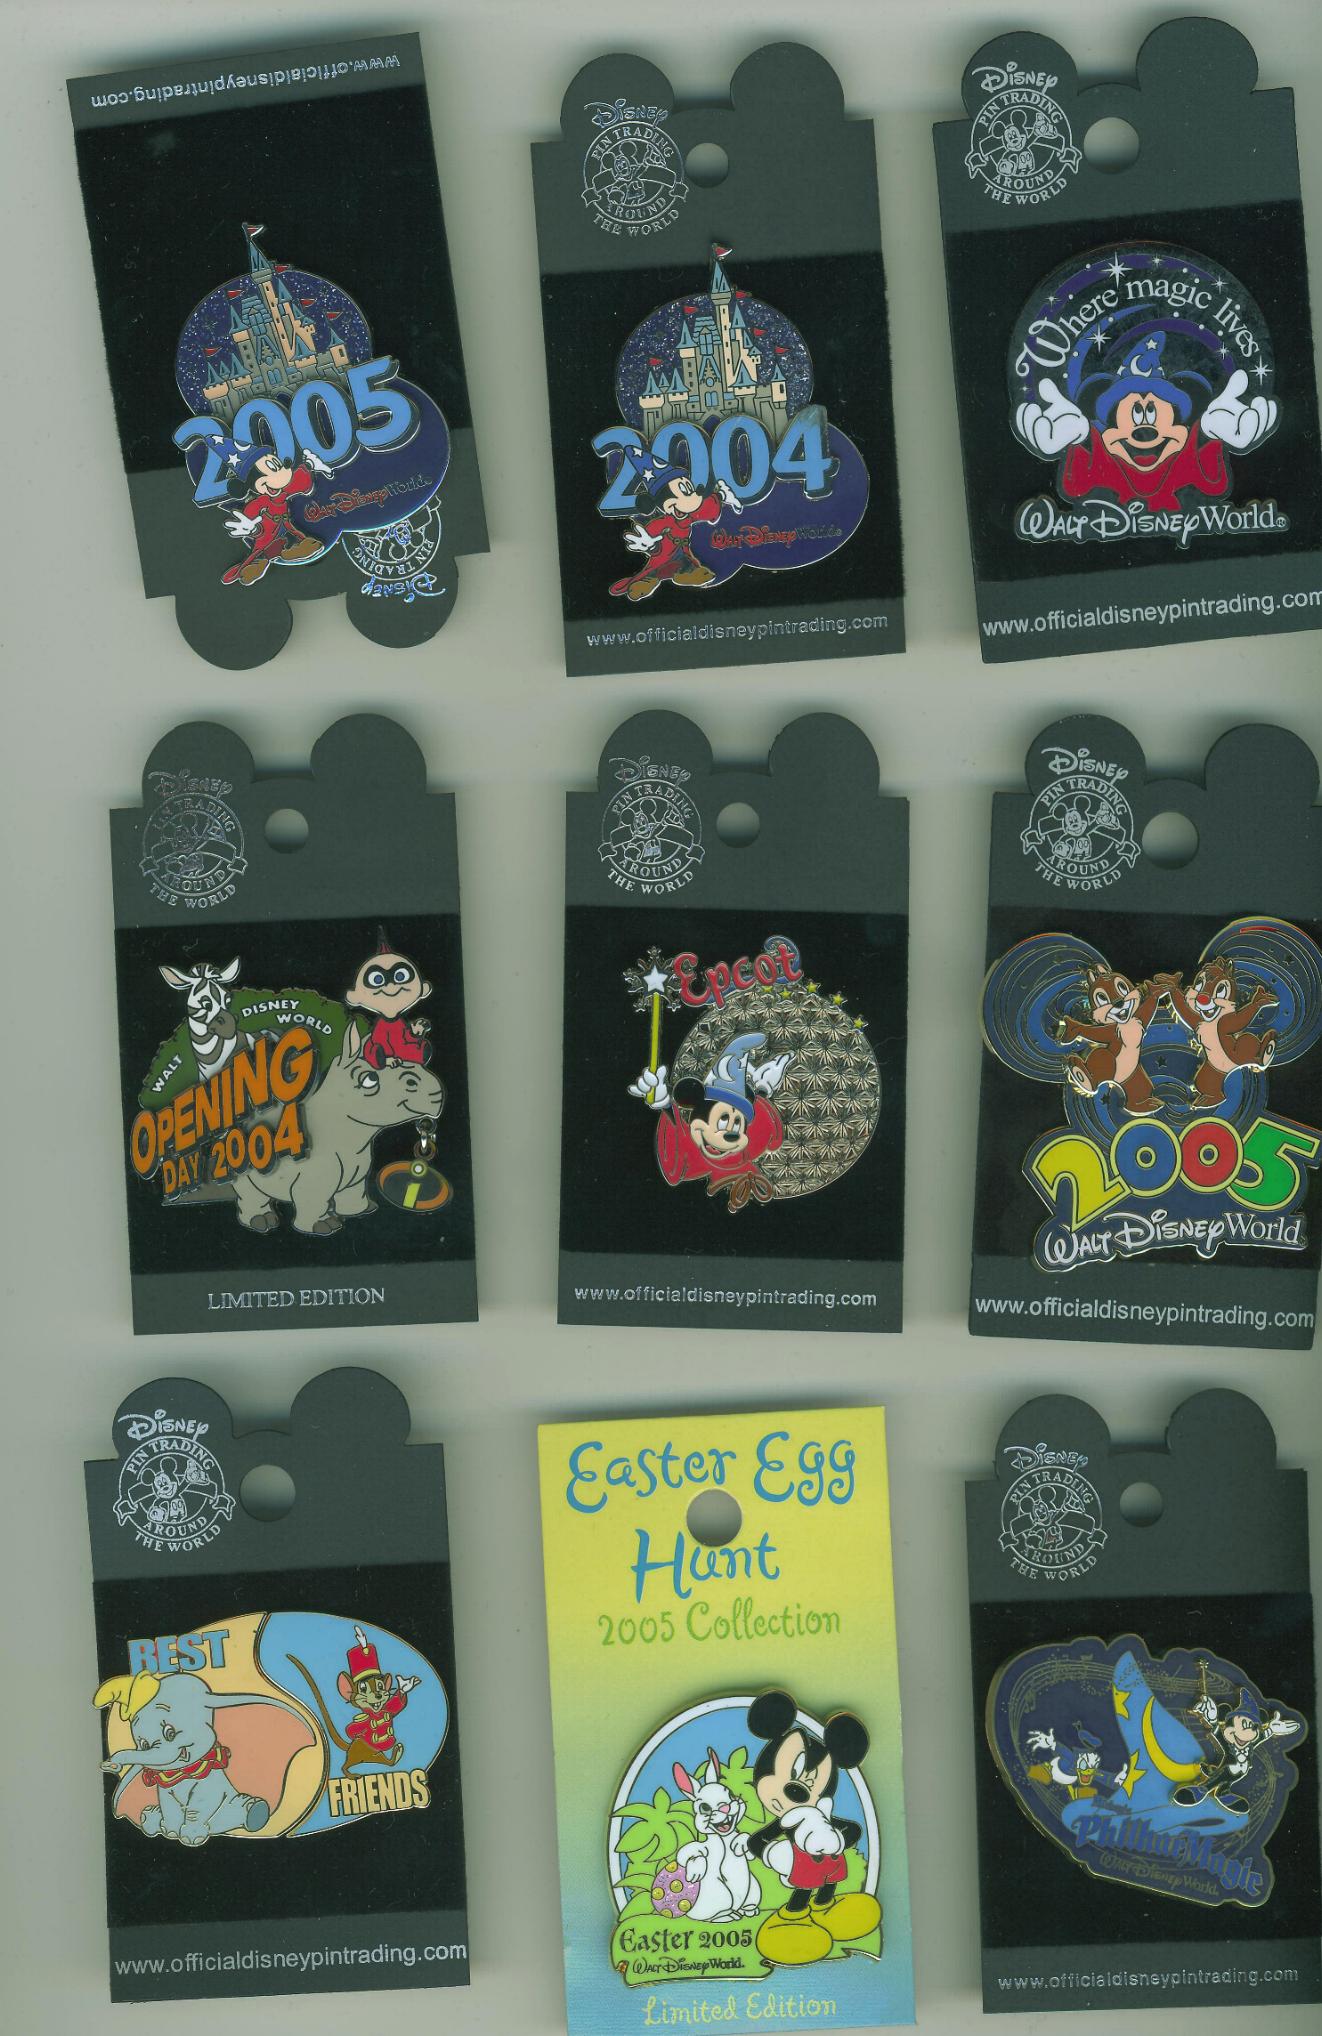 www.officialdisneypintrading.com
2005
Walt Disney World
DISNEY
PIN TRADING
DISNEY
PIN TRADING
AROUND
THE WORLD
2004
Walt Disney World
www.officialdisneypintrading.com
DISNEY
PIN TRADING
AROUND
THE WORLD
Where magic lives
Walt Disney World®
www.officialdisneypintrading.com
DISNEY
PIN TRADING
AROUND
THE WORLD
WALT DISNEY WORLD
OPENING
DAY 2004
i
LIMITED EDITION
DISNEY
PIN TRADING
AROUND
THE WORLD
Epcot
www.officialdisneypintrading.com
DISNEY
PIN TRADING
AROUND
THE WORLD
2005
Walt Disney World
www.officialdisneypintrading.com
DISNEY
PIN TRADING
AROUND
THE WORLD
BEST
FRIENDS
www.officialdisneypintrading.com
Easter Egg
Hunt
2005 Collection
Easter 2005
Walt Disney World.
Limited Edition
DISNEY
PIN TRADING
AROUND
THE WORLD
PhilharMagic
Walt Disney World.
www.officialdisneypintrading.com